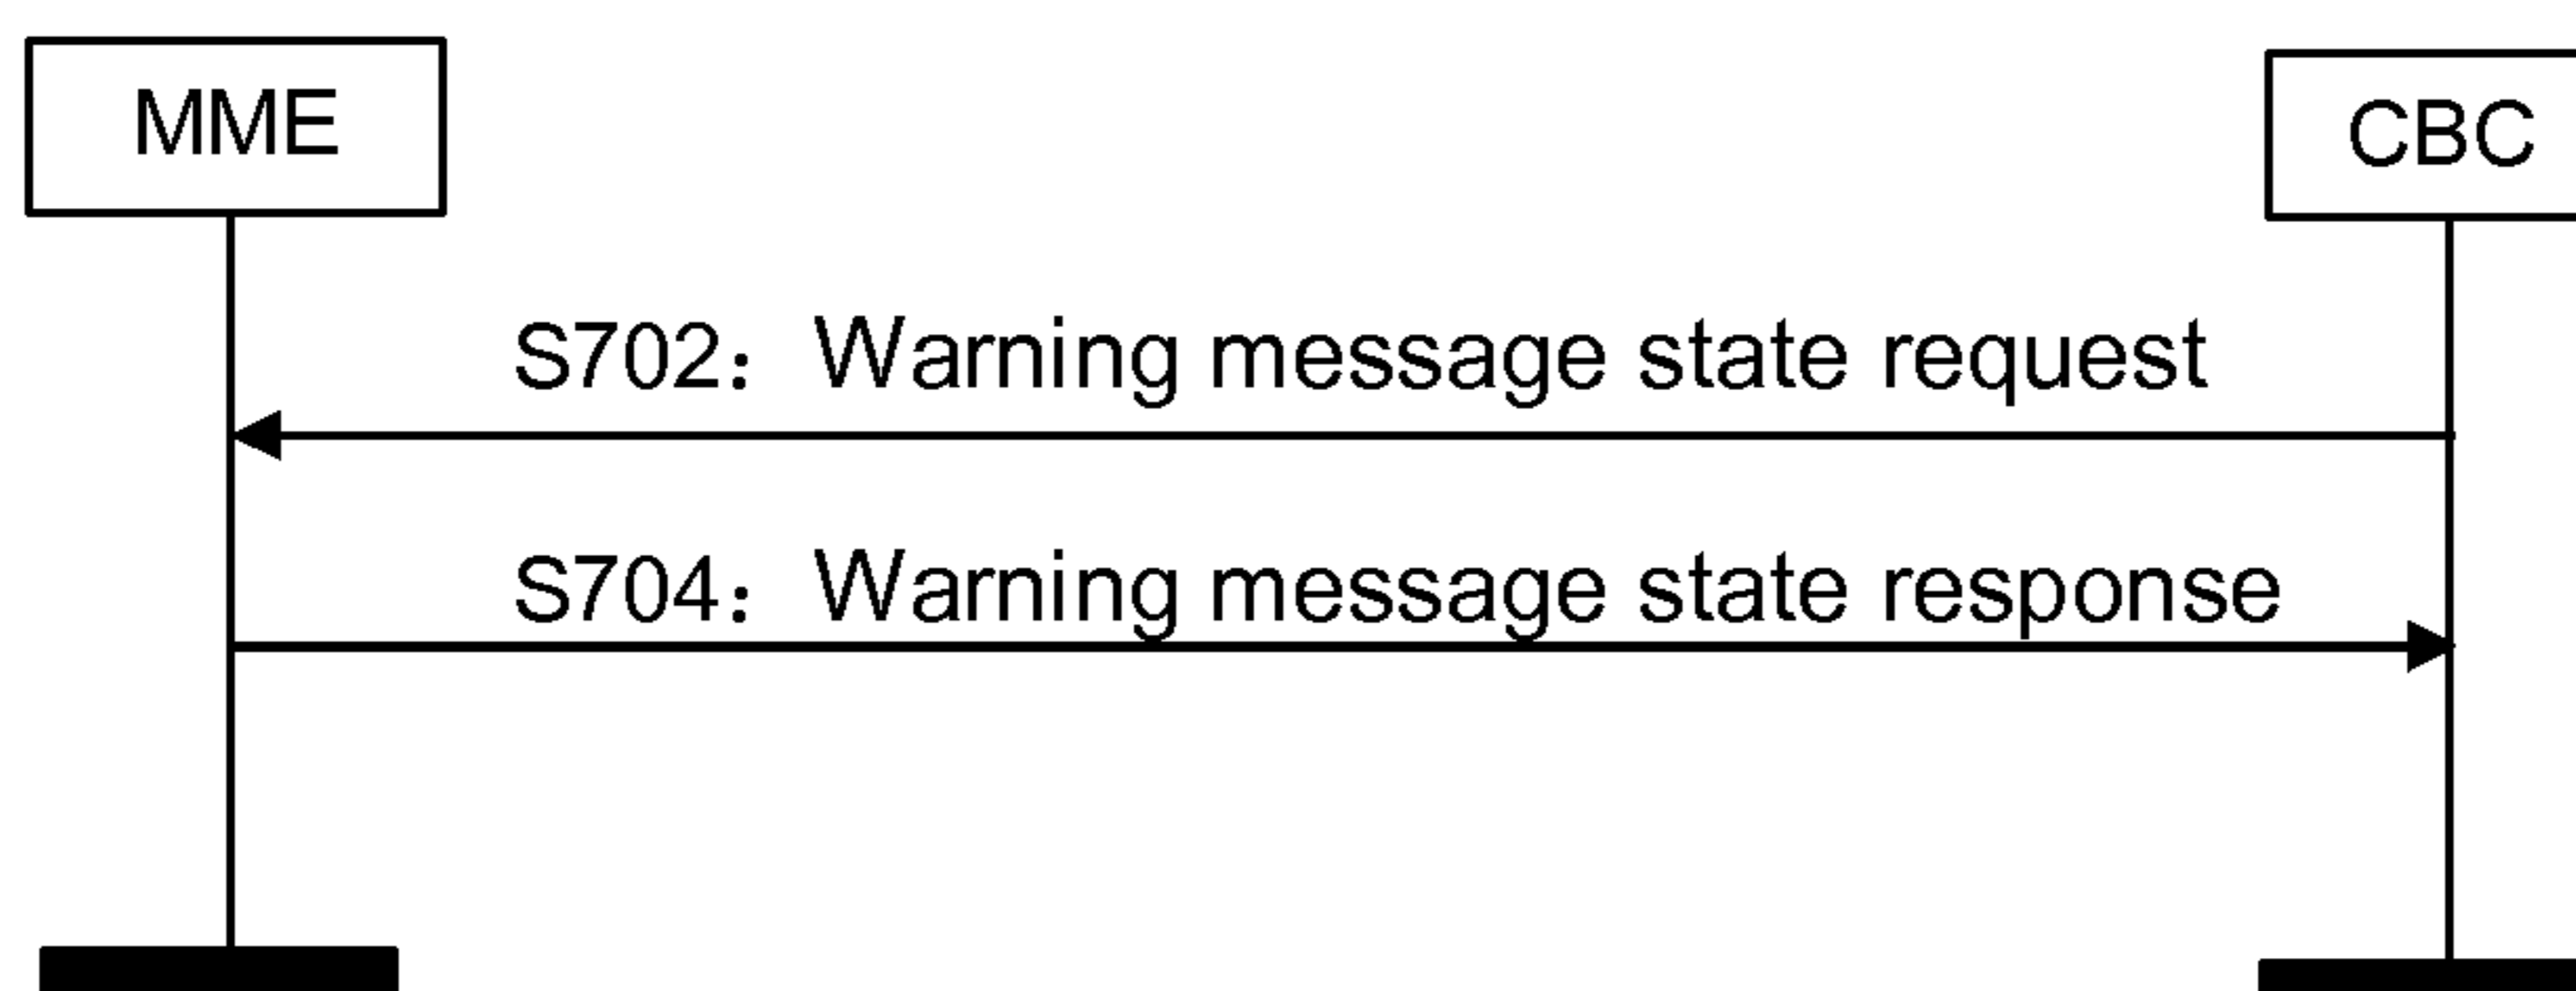 MME
CBC
S702： Warning message state request
S704： Warning message state response